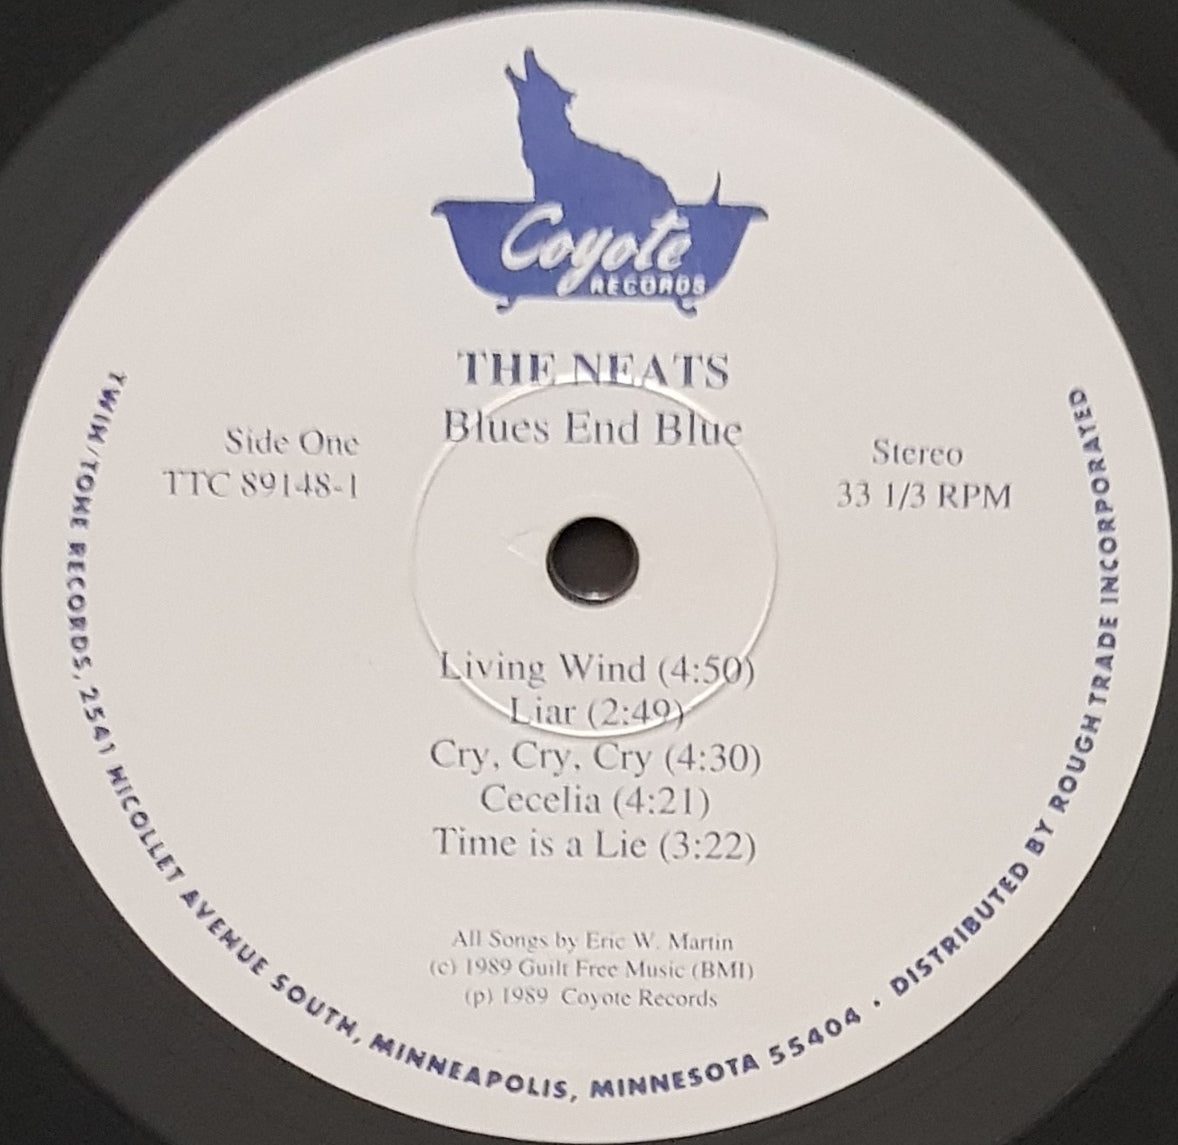 Coyote
RECORDS
THE NEATS
Blues End Blue
Side One
TTC 89148-1
Stereo
33 1/3 RPM
Living Wind (4:50)
Liar (2:49)
Cry, Cry, Cry (4:30)
Cecelia (4:21)
Time is a Lie (3:22)
All Songs by Eric W. Martin
(c) 1989 Guilt Free Music (BMI)
(p) 1989 Coyote Records
TWIN/TONE RECORDS, 2541 NICOLLET AVENUE SOUTH, MINNEAPOLIS, MINNESOTA 55404 · DISTRIBUTED BY ROUGH TRADE INCORPORATED